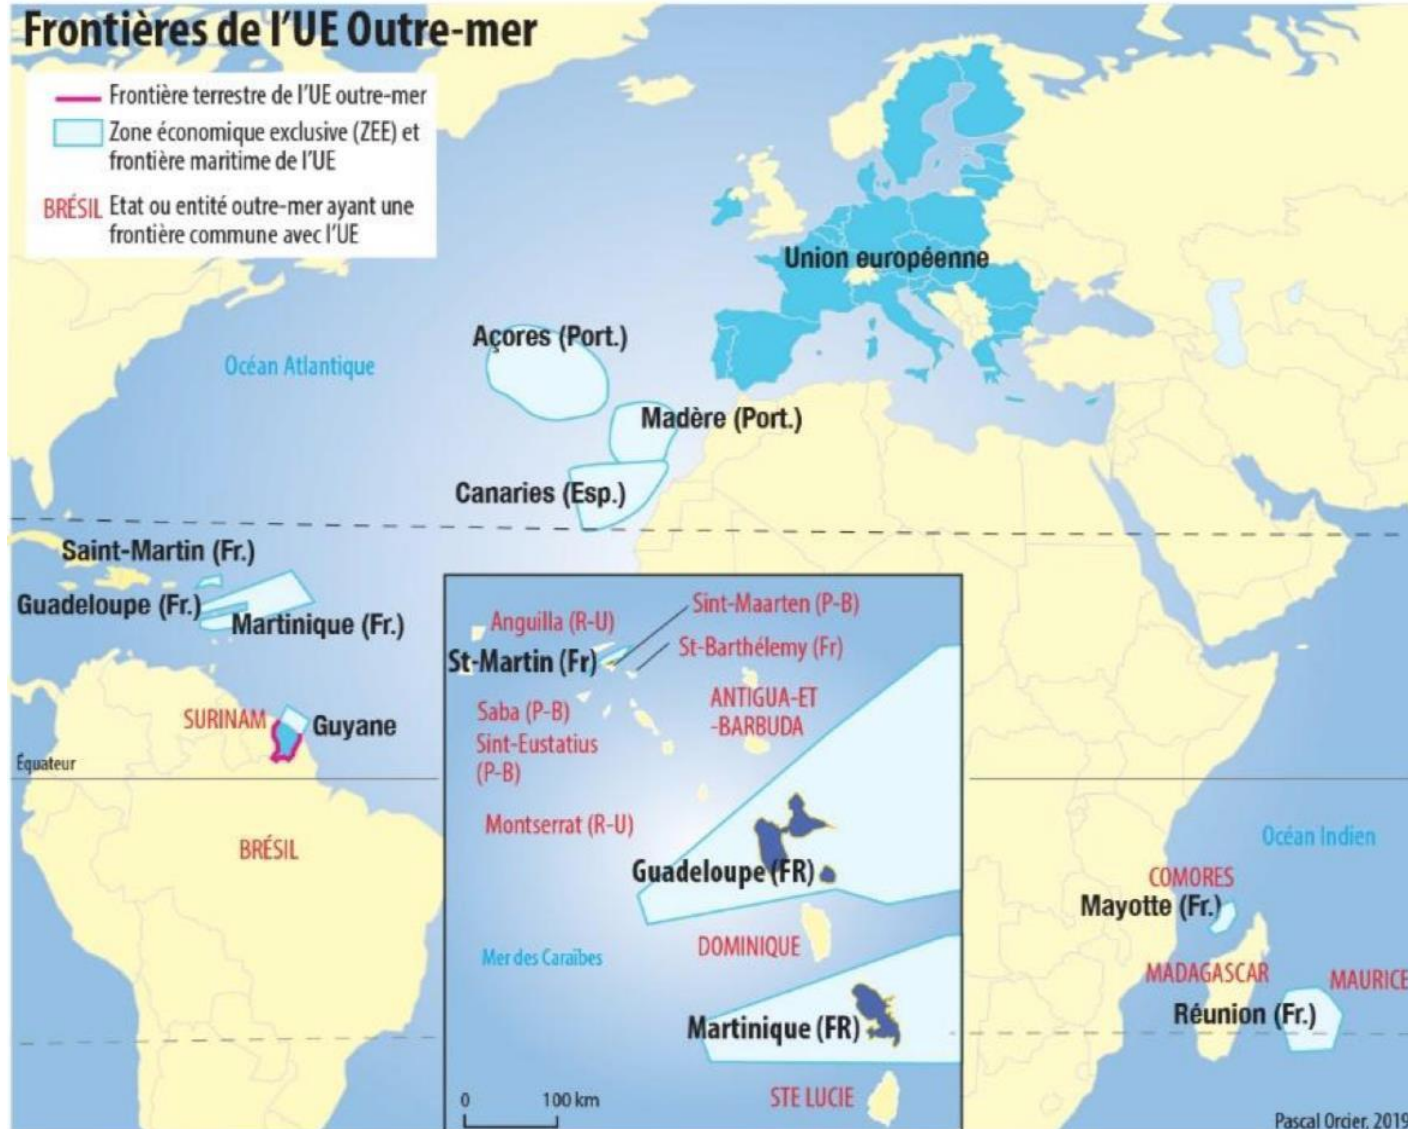 Frontières de l'UE Outre-mer
Frontière terrestre de l'UE outre-mer
Zone économique exclusive (ZEE) et
frontière maritime de l'UE
BRÉSIL Etat ou entité outre-mer ayant une
frontière commune avec l'UE
Union européenne
Açores (Port.)
Océan Atlantique
Madère (Port.)
Canaries (Esp.)
Saint-Martin (Fr.)
Guadeloupe (Fr.)
Martinique (Fr.)
SURINAM
Guyane
Équateur
BRÉSIL
Sint-Maarten (P-B)
Anguilla (R-U)
St-Barthélemy (Fr)
St-Martin (Fr)
ANTIGUA-ET
-BARBUDA
Saba (P-B)
Sint-Eustatius
(P-B)
Montserrat (R-U)
Guadeloupe (FR)
DOMINIQUE
Mer des Caraïbes
Martinique (FR)
STE LUCIE
0 100 km
Océan Indien
COMORES
Mayotte (Fr.)
MADAGASCAR
MAURICE
Réunion (Fr.)
Pascal Orcier, 2019